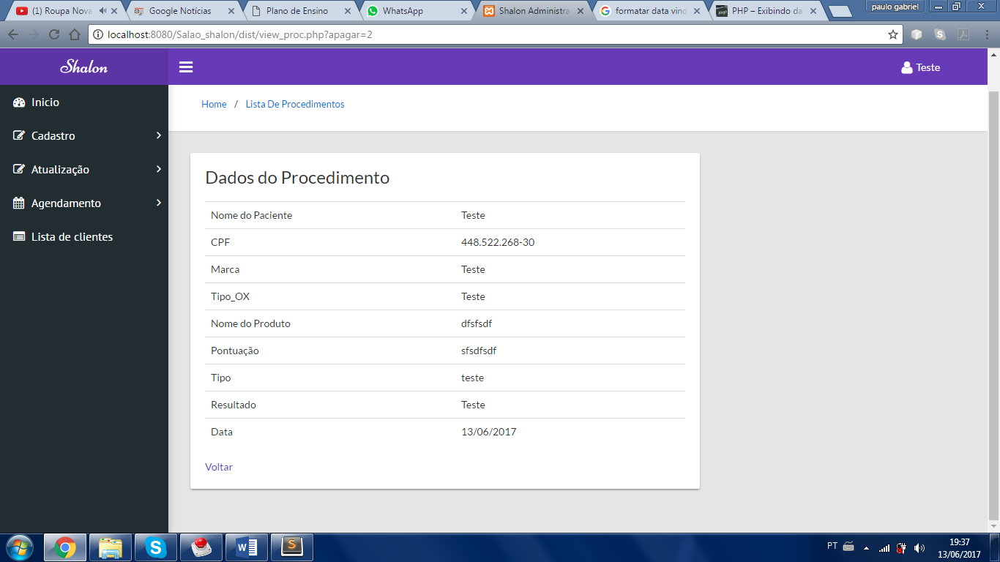 (1) Roupa Nova
Google Notícias
Plano de Ensino
WhatsApp
Shalon Administra
formatar data vind
PHP – Exibindo da
paulo gabriel
localhost:8080/Salao_shalon/dist/view_proc.php?apagar=2
Shalon
Teste
Inicio
Cadastro
Atualização
Agendamento
Lista de clientes
Home / Lista De Procedimentos
Dados do Procedimento
Nome do Paciente Teste
CPF 448.522.268-30
Marca Teste
Tipo_OX Teste
Nome do Produto dfsfsdf
Pontuação sfsdfsdf
Tipo teste
Resultado Teste
Data 13/06/2017
Voltar
PT
19:37
13/06/2017